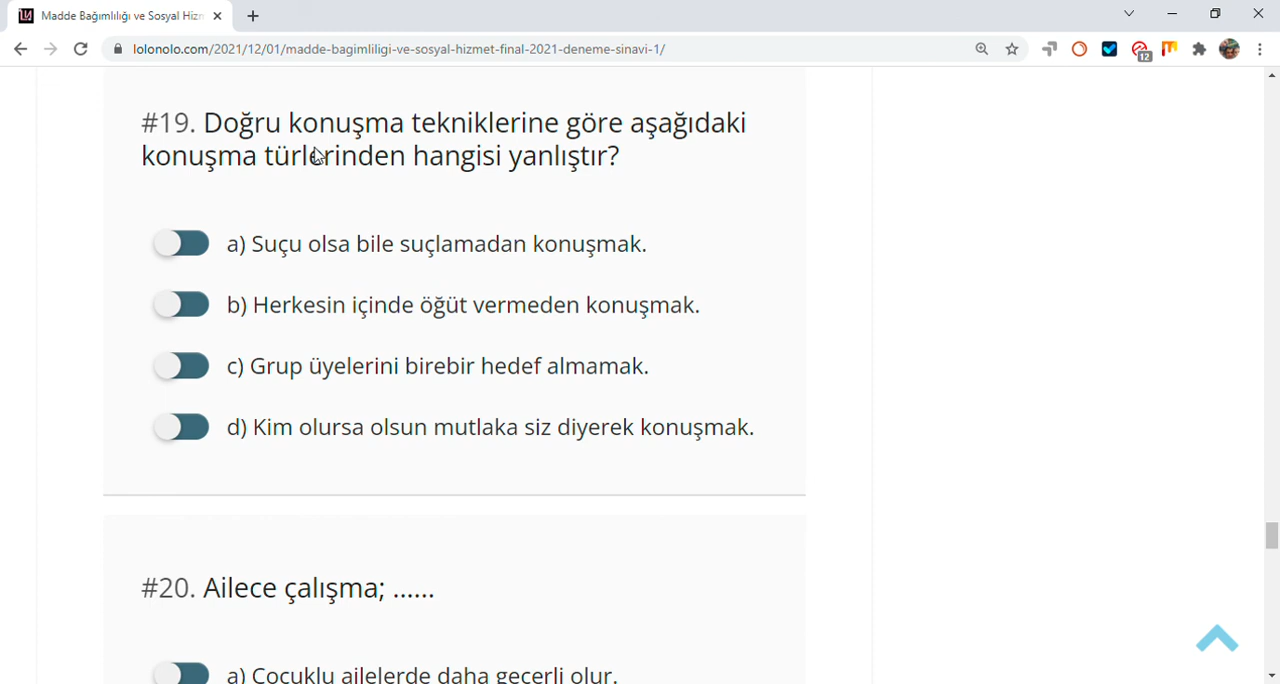 Madde Bağımlılığı ve Sosyal Hizm
lolonolo.com/2021/12/01/madde-bagimliligi-ve-sosyal-hizmet-final-2021-deneme-sinavi-1/
12
#19. Doğru konuşma tekniklerine göre aşağıdaki
konuşma türlerinden hangisi yanlıştır?
a) Suçu olsa bile suçlamadan konuşmak.
b) Herkesin içinde öğüt vermeden konuşmak.
c) Grup üyelerini birebir hedef almamak.
d) Kim olursa olsun mutlaka siz diyerek konuşmak.
#20. Ailece çalışma; ......
a) Çocuklu ailelerde daha geçerli olur.